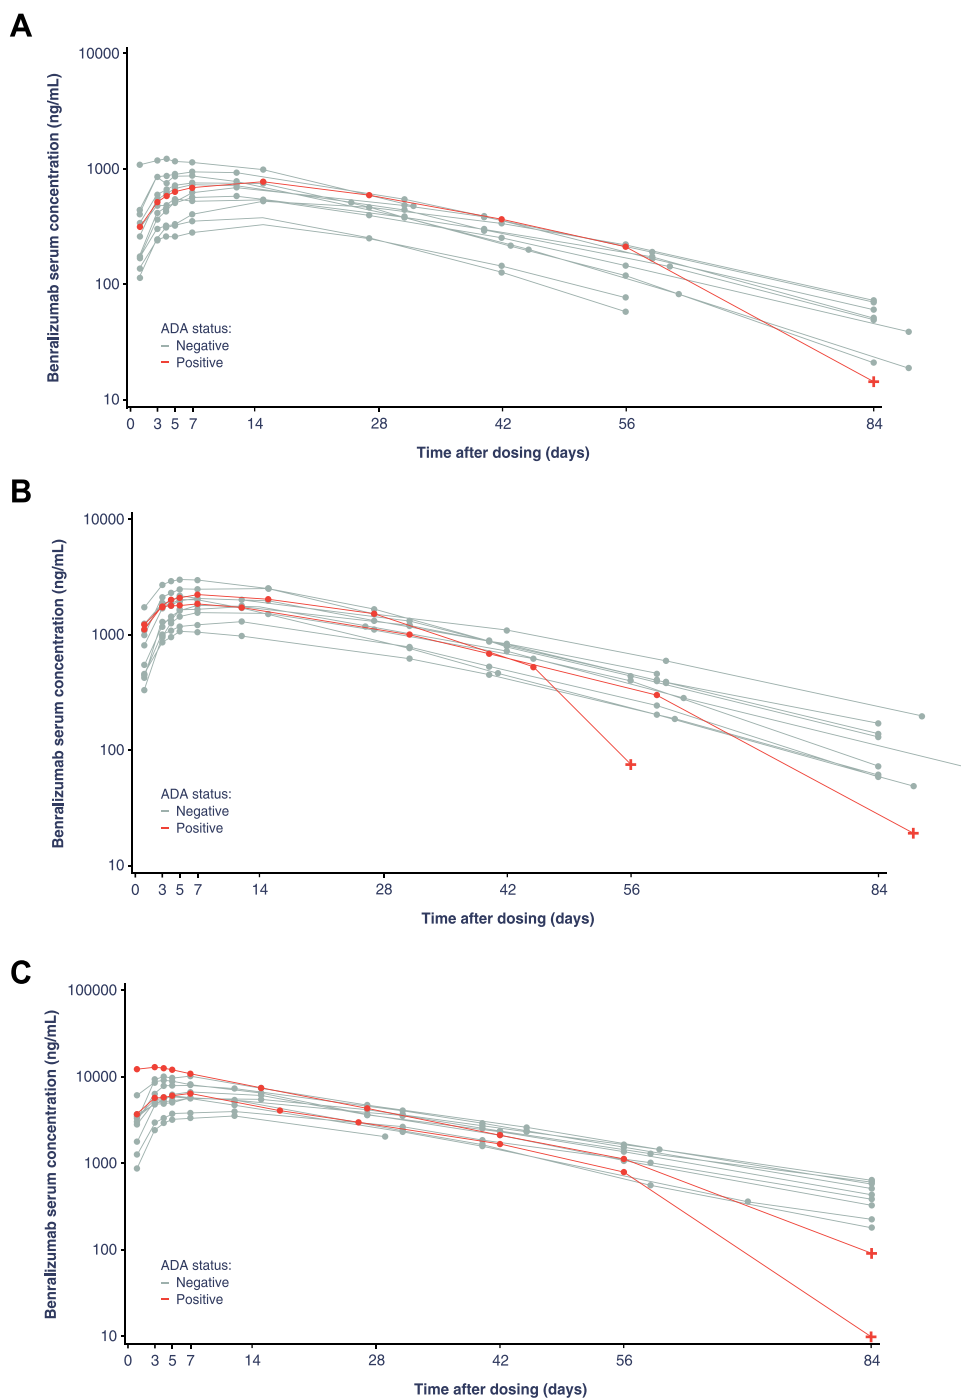 A
Benralizumab serum concentration (ng/mL)
10000
1000
100
10
ADA status:
Negative
Positive
0 3 5 7 14 28 42 56 84
Time after dosing (days)
B
Benralizumab serum concentration (ng/mL)
10000
1000
100
10
ADA status:
Negative
Positive
0 3 5 7 14 28 42 56 84
Time after dosing (days)
C
Benralizumab serum concentration (ng/mL)
100000
10000
1000
100
10
ADA status:
Negative
Positive
0 3 5 7 14 28 42 56 84
Time after dosing (days)